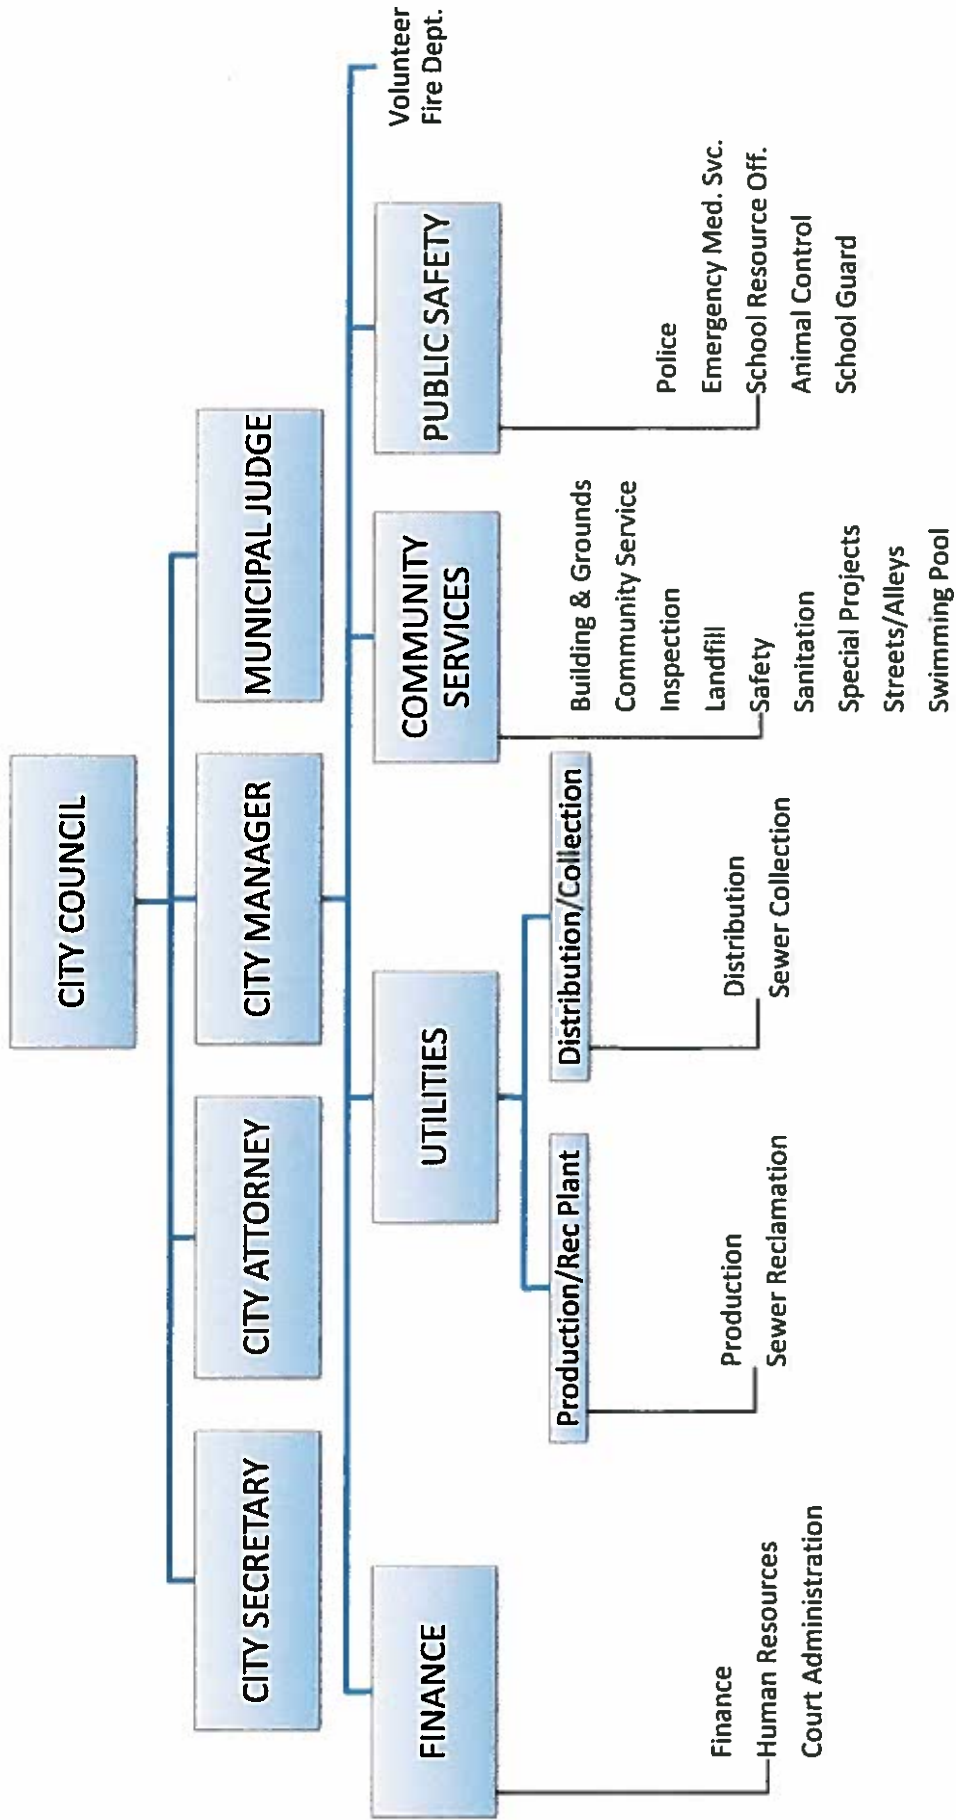 CITY COUNCIL
CITY SECRETARY
CITY ATTORNEY
CITY MANAGER
MUNICIPAL JUDGE
FINANCE
Finance
Human Resources
Court Administration
UTILITIES
Production/Rec Plant
Production
Sewer Reclamation
Distribution/Collection
Distribution
Sewer Collection
COMMUNITY
SERVICES
Building & Grounds
Community Service
Inspection
Landfill
Safety
Sanitation
Special Projects
Streets/Alleys
Swimming Pool
PUBLIC SAFETY
Police
Emergency Med. Svc.
School Resource Off.
Animal Control
School Guard
Volunteer
Fire Dept.